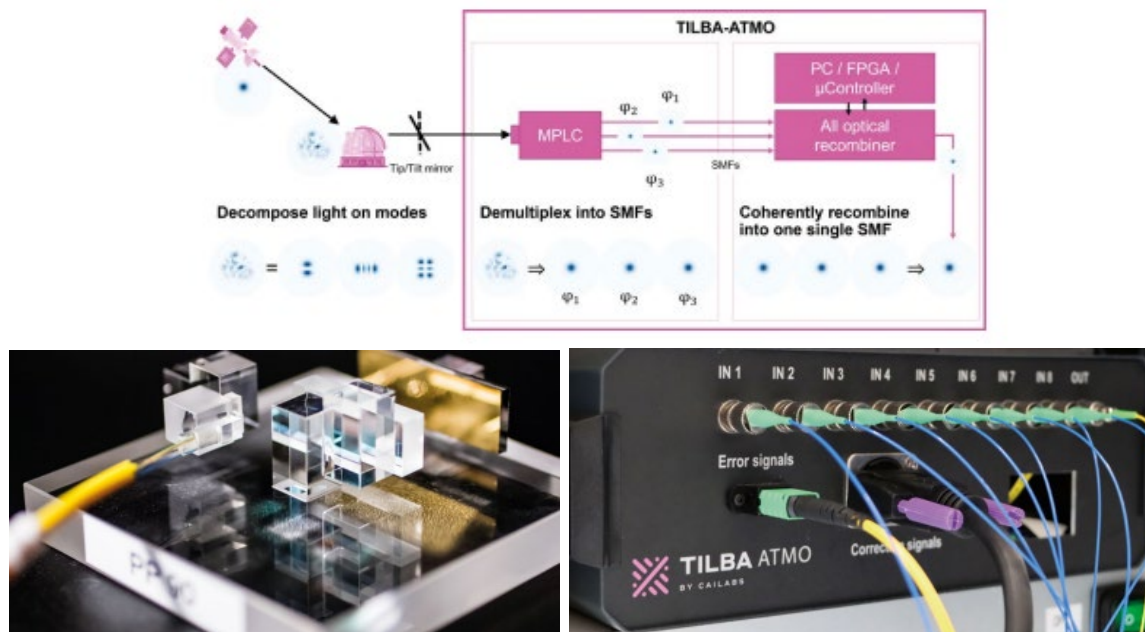 TILBA-ATMO
PC / FPGA /
µController
φ₁
φ₂
MPLC
All optical
recombiner
Tip/Tilt mirror
φ₃
SMFs
Decompose light on modes
Demultiplex into SMFs
Coherently recombine
into one single SMF
= ⇒ ⇒
φ₁ φ₂ φ₃
IN 1 IN 2 IN 3 IN 4 IN 5 IN 6 IN 7 IN 8 OUT
Error signals
signals
TILBA ATMO
BY CAILABS